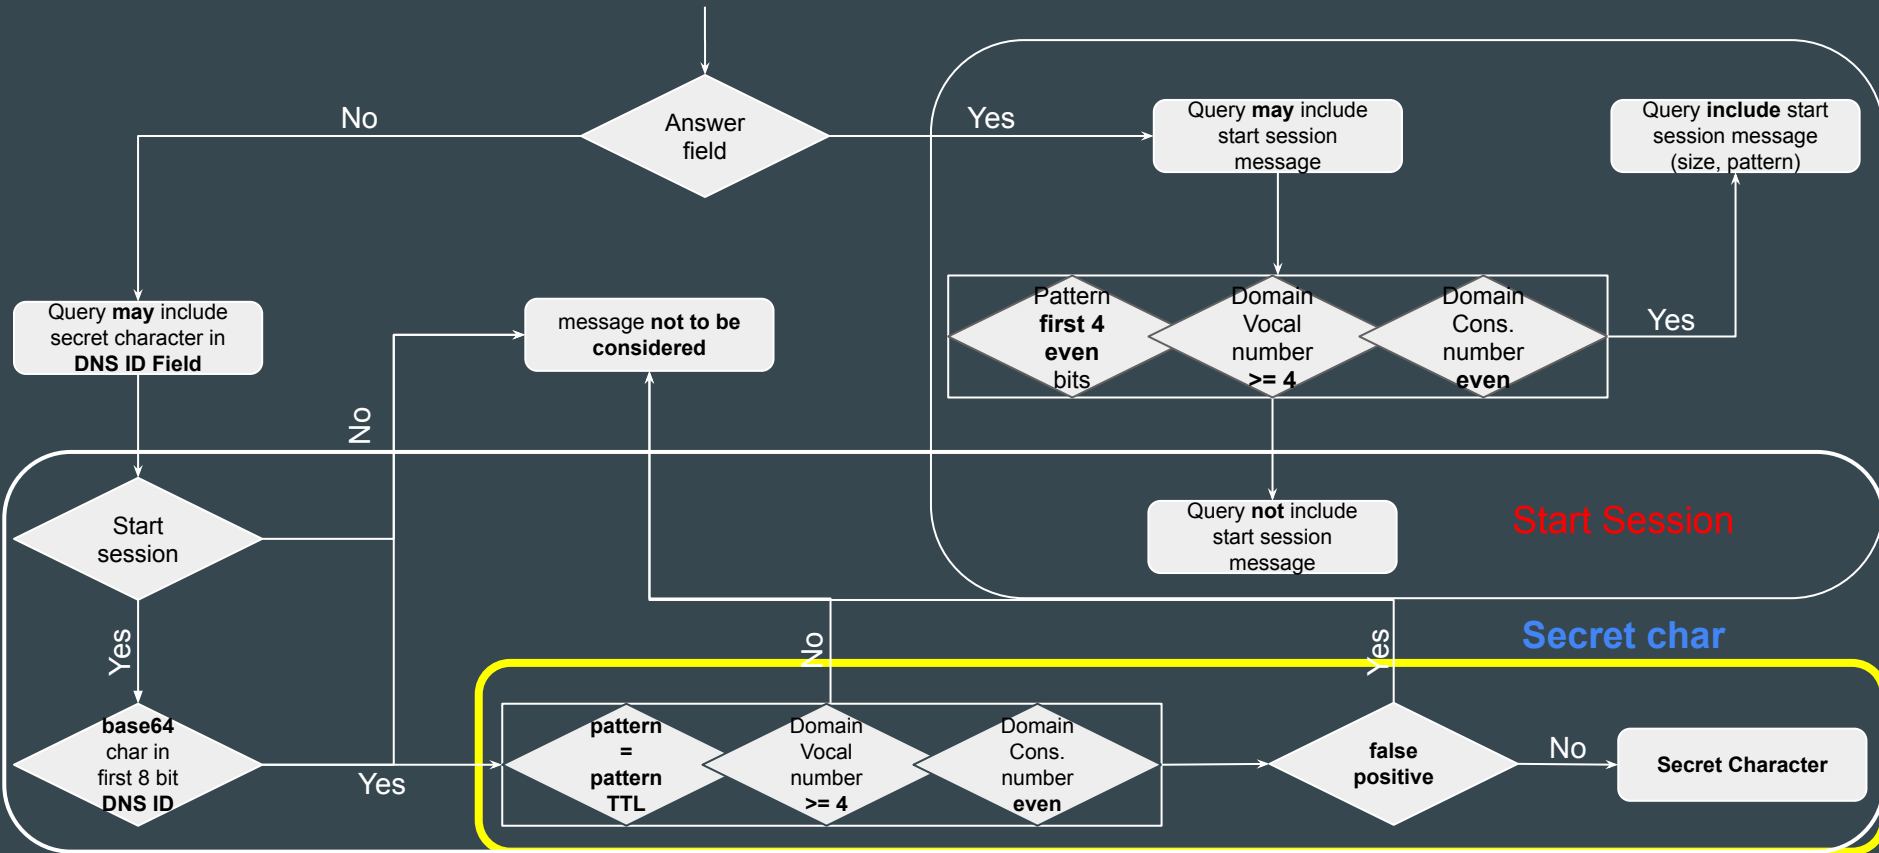 Answer
field
No
Yes
Query may include
start session
message
Query include start
session message
(size, pattern)
Query may include
secret character in
DNS ID Field
message not to be
considered
Pattern
first 4
even
bits
Domain
Vocal
number
>= 4
Domain
Cons.
number
even
Yes
No
Start
session
Query not include
start session
message
Start Session
Yes
No
Yes
Secret char
base64
char in
first 8 bit
DNS ID
Yes
pattern
=
pattern
TTL
Domain
Vocal
number
>= 4
Domain
Cons.
number
even
false
positive
No
Secret Character